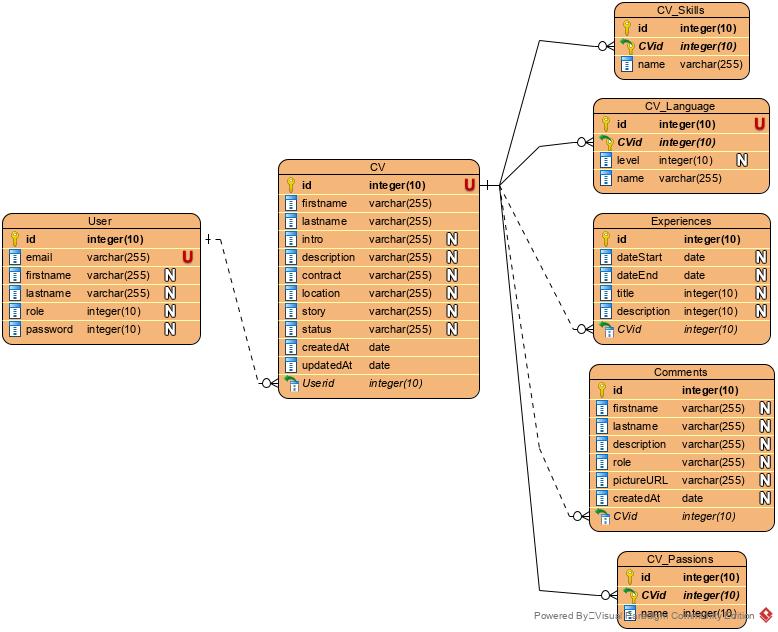 CV_Skills
id integer(10)
CVid integer(10)
name varchar(255)
CV_Language
id integer(10) U
CVid integer(10)
level integer(10) N
name varchar(255)
CV
id integer(10) U
firstname varchar(255)
lastname varchar(255)
intro varchar(255) N
description varchar(255) N
contract varchar(255) N
location varchar(255) N
story varchar(255) N
status varchar(255) N
createdAt date
updatedAt date
Userid integer(10)
User
id integer(10)
email varchar(255) U
firstname varchar(255) N
lastname varchar(255) N
role integer(10) N
password integer(10) N
Experiences
id integer(10)
dateStart date N
dateEnd date N
title integer(10) N
description integer(10) N
CVid integer(10)
Comments
id integer(10)
firstname varchar(255) N
lastname varchar(255) N
description varchar(255) N
role varchar(255) N
pictureURL varchar(255) N
createdAt date N
CVid integer(10)
CV_Passions
id integer(10)
CVid integer(10)
name integer(10)
Powered By Visual Paradigm Community Edition